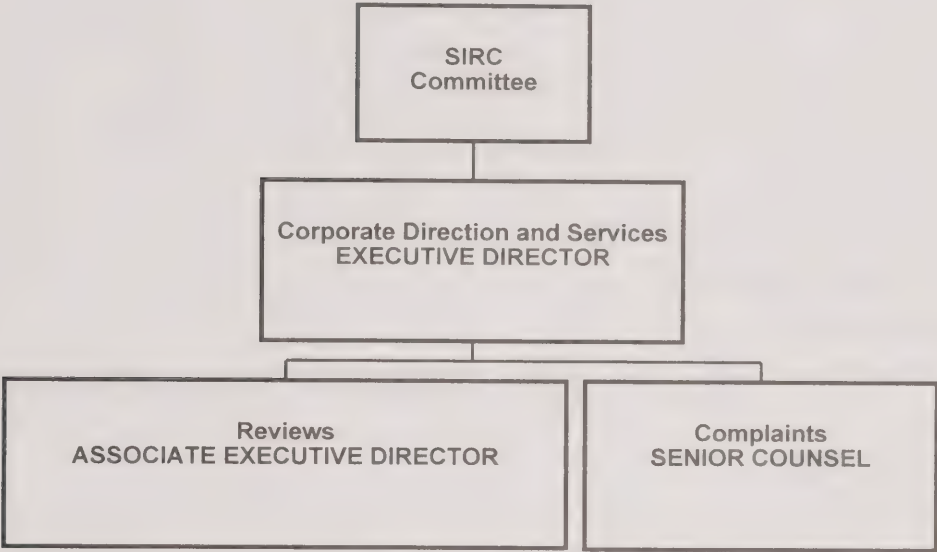 SIRC
Committee
Corporate Direction and Services
EXECUTIVE DIRECTOR
Reviews
ASSOCIATE EXECUTIVE DIRECTOR
Complaints
SENIOR COUNSEL